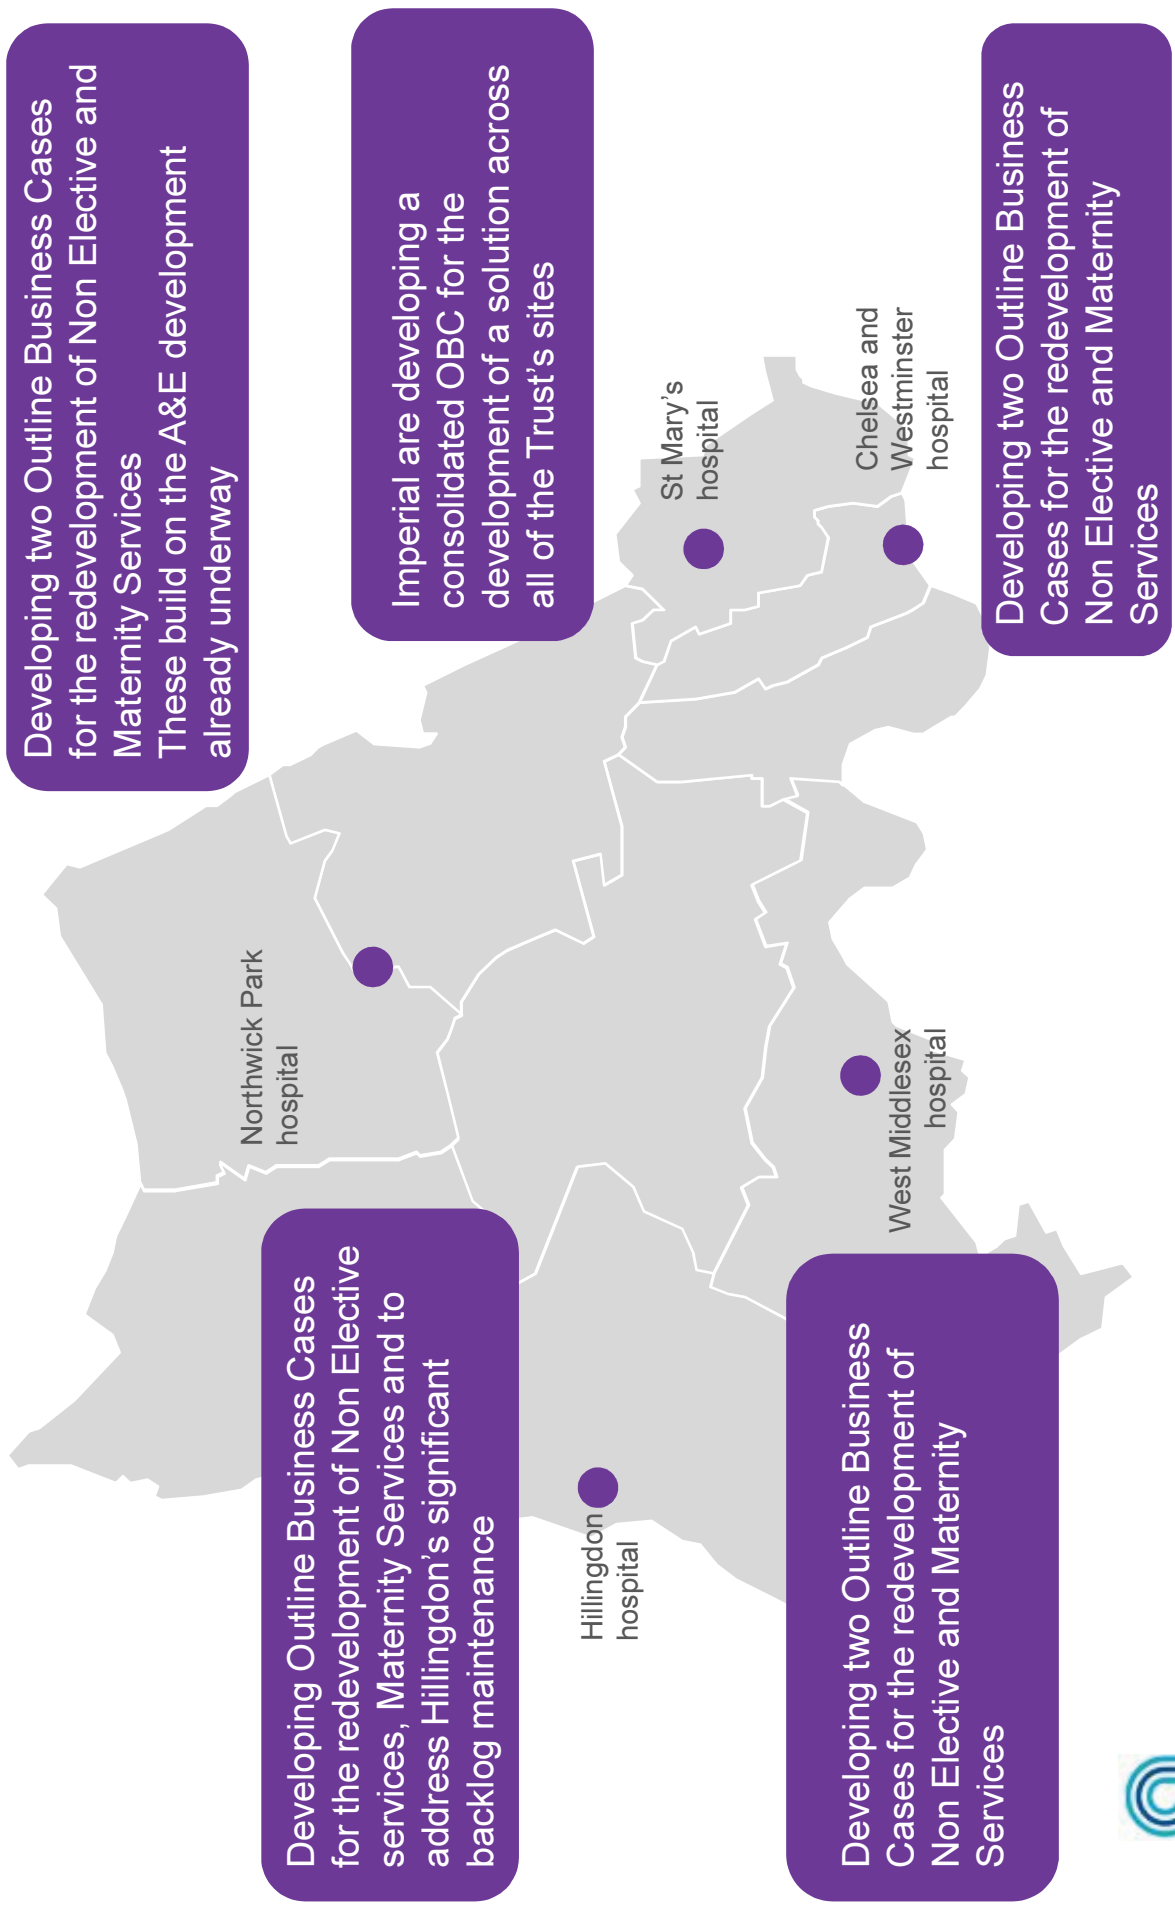 Developing two Outline Business Cases
for the redevelopment of Non Elective and
Maternity Services
These build on the A&E development
already underway
Northwick Park
hospital
Developing Outline Business Cases
for the redevelopment of Non Elective
services, Maternity Services and to
address Hillingdon's significant
backlog maintenance
Imperial are developing a
consolidated OBC for the
development of a solution across
all of the Trust's sites
Hillingdon
hospital
St Mary's
hospital
Chelsea and
Westminster
hospital
West Middlesex
hospital
Developing two Outline Business
Cases for the redevelopment of
Non Elective and Maternity
Services
Developing two Outline Business
Cases for the redevelopment of
Non Elective and Maternity
Services